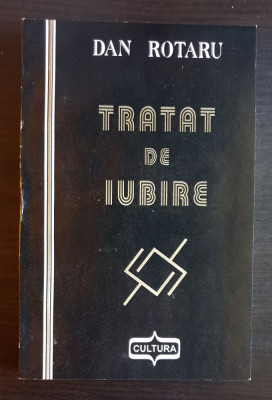 DAN ROTARU
TRATAT
DE
IUBIRE
CULTURA